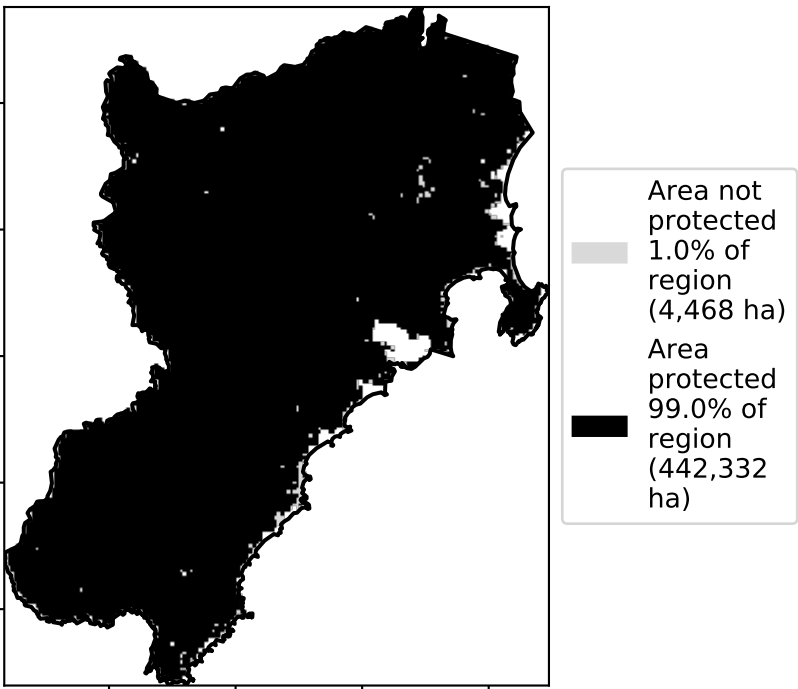 Area not
protected
1.0% of
region
(4,468 ha)
Area
protected
99.0% of
region
(442,332
ha)